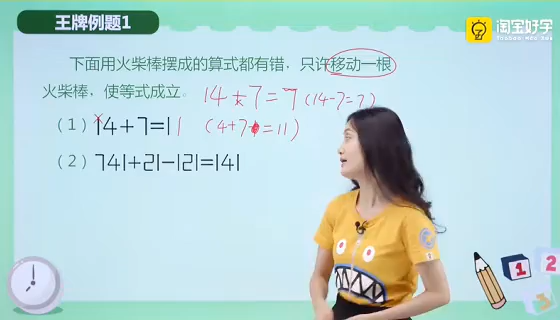 王牌例题1
淘宝好学
下面用火柴棒摆成的算式都有错，只许移动一根
火柴棒，使等式成立。 14+7=7 (14-7=7)
(1) 14+7=11 (4+7=11)
(2) 741+21-121=141
1 2
3